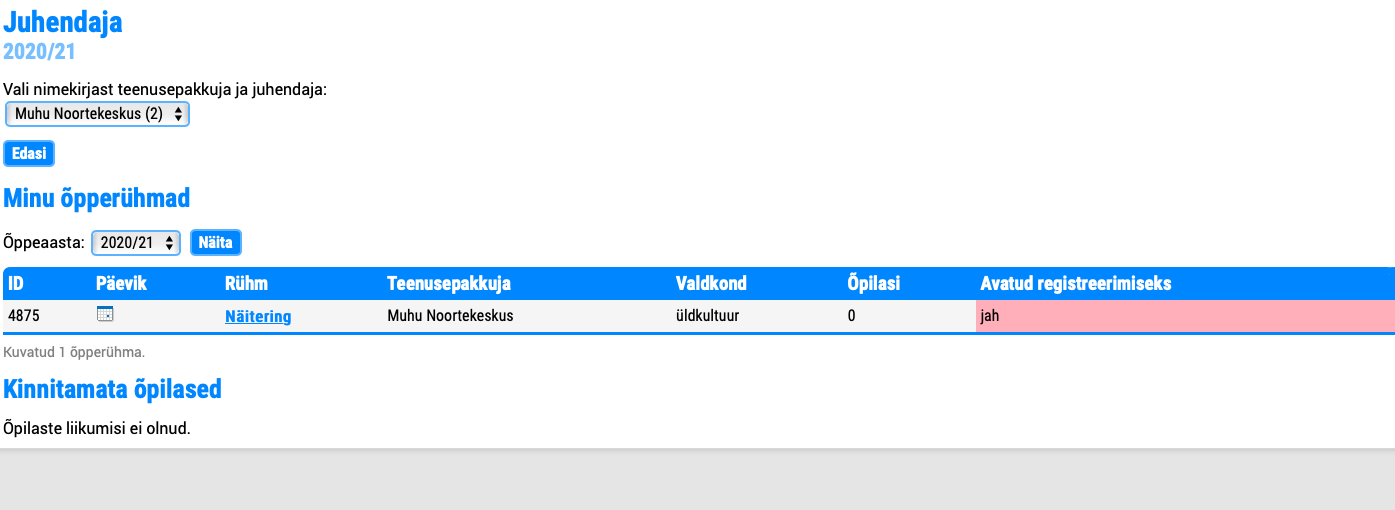 Juhendaja
2020/21
Vali nimekirjast teenusepakkuja ja juhendaja:
Muhu Noortekeskus (2)
Edasi
Minu õpperühmad
Õppeaasta: 2020/21 Näita
ID Päevik Rühm Teenusepakkuja Valdkond Õpilasi Avatud registreerimiseks
4875 Näitering Muhu Noortekeskus üldkultuur 0 jah
Kuvatud 1 õpperühma.
Kinnitamata õpilased
Õpilaste liikumisi ei olnud.